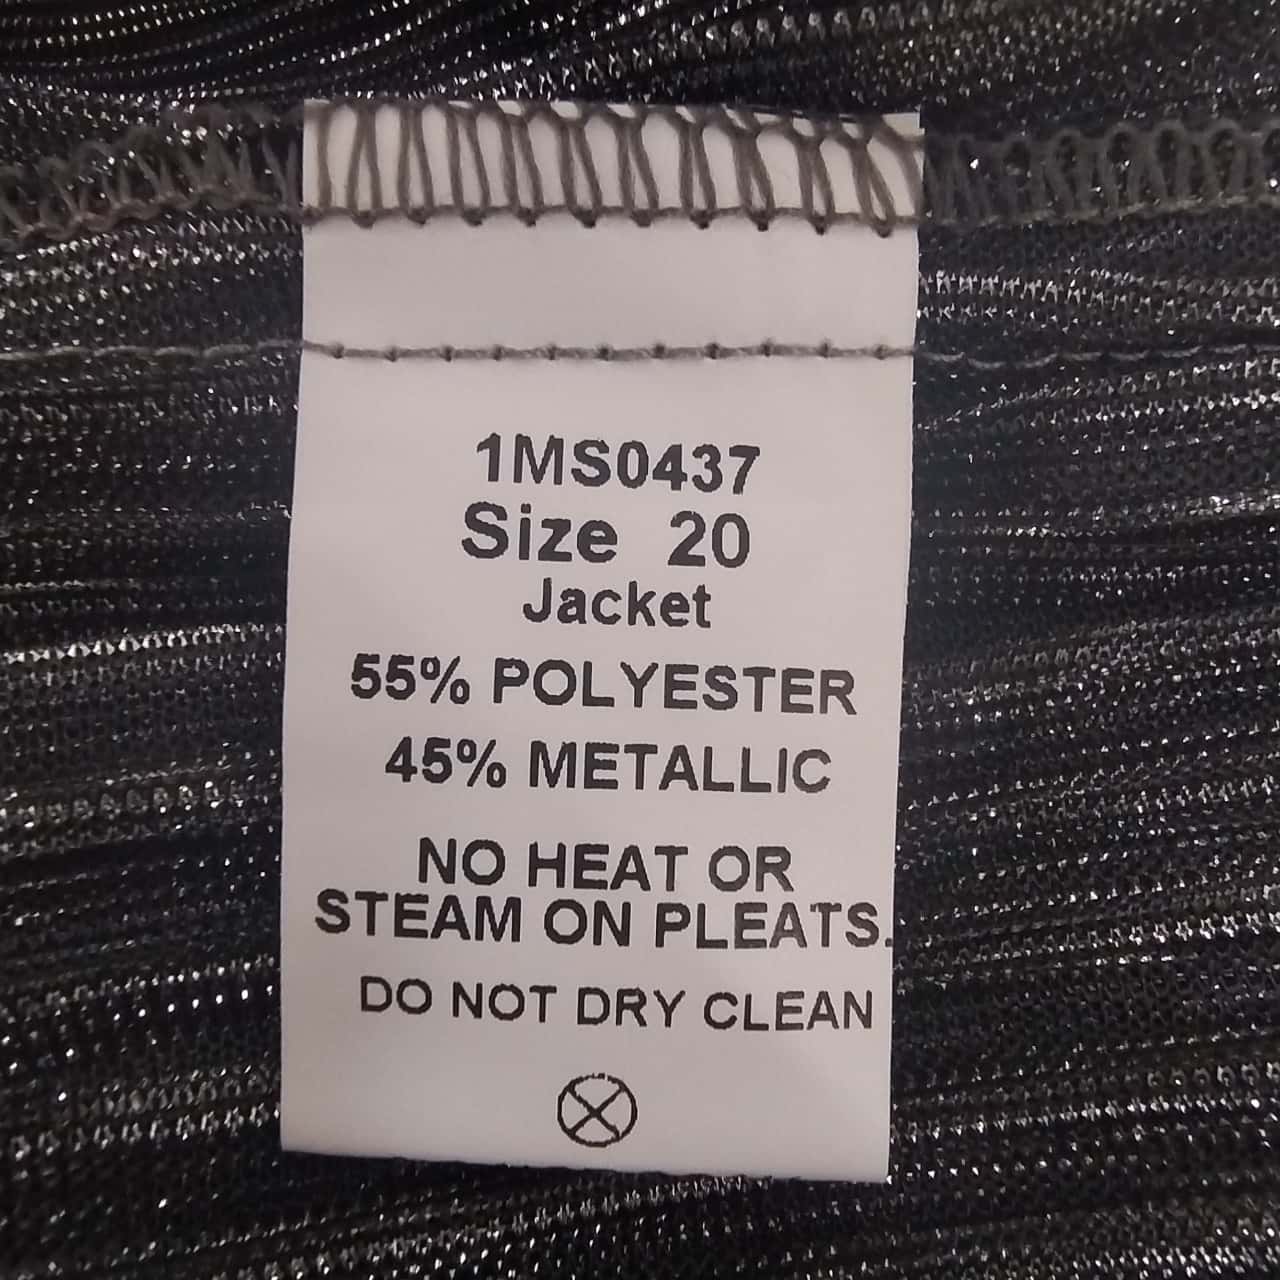 1MS0437
Size 20
Jacket
55% POLYESTER
45% METALLIC
NO HEAT OR
STEAM ON PLEATS.
DO NOT DRY CLEAN